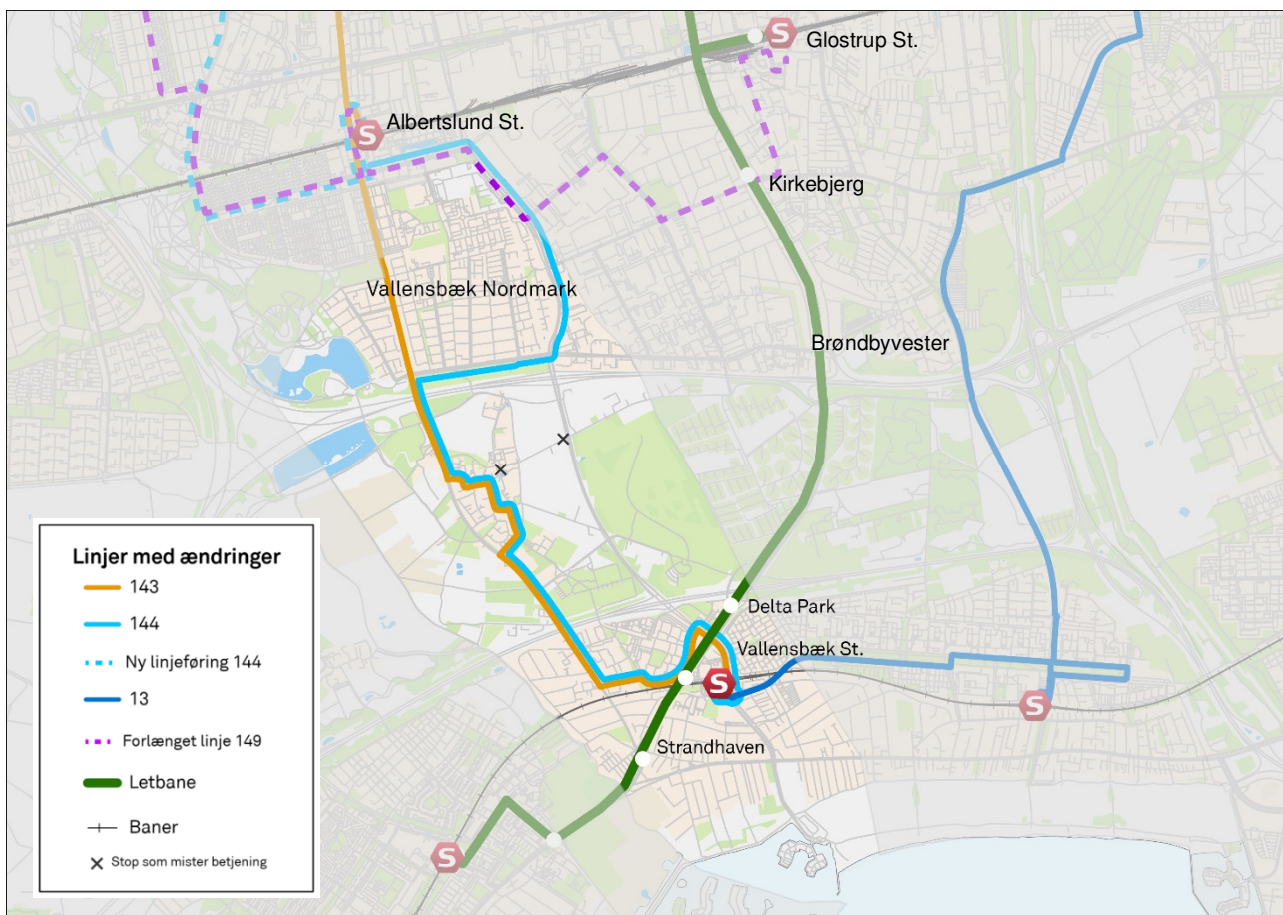 S
Glostrup St.
S
Albertslund St.
Kirkebjerg
Vallensbæk Nordmark
Brøndbyvester
Delta Park
Vallensbæk St.
S
S
Strandhaven
S
Linjer med ændringer
143
144
Ny linjeføring 144
13
Forlænget linje 149
Letbane
Baner
Stop som mister betjening